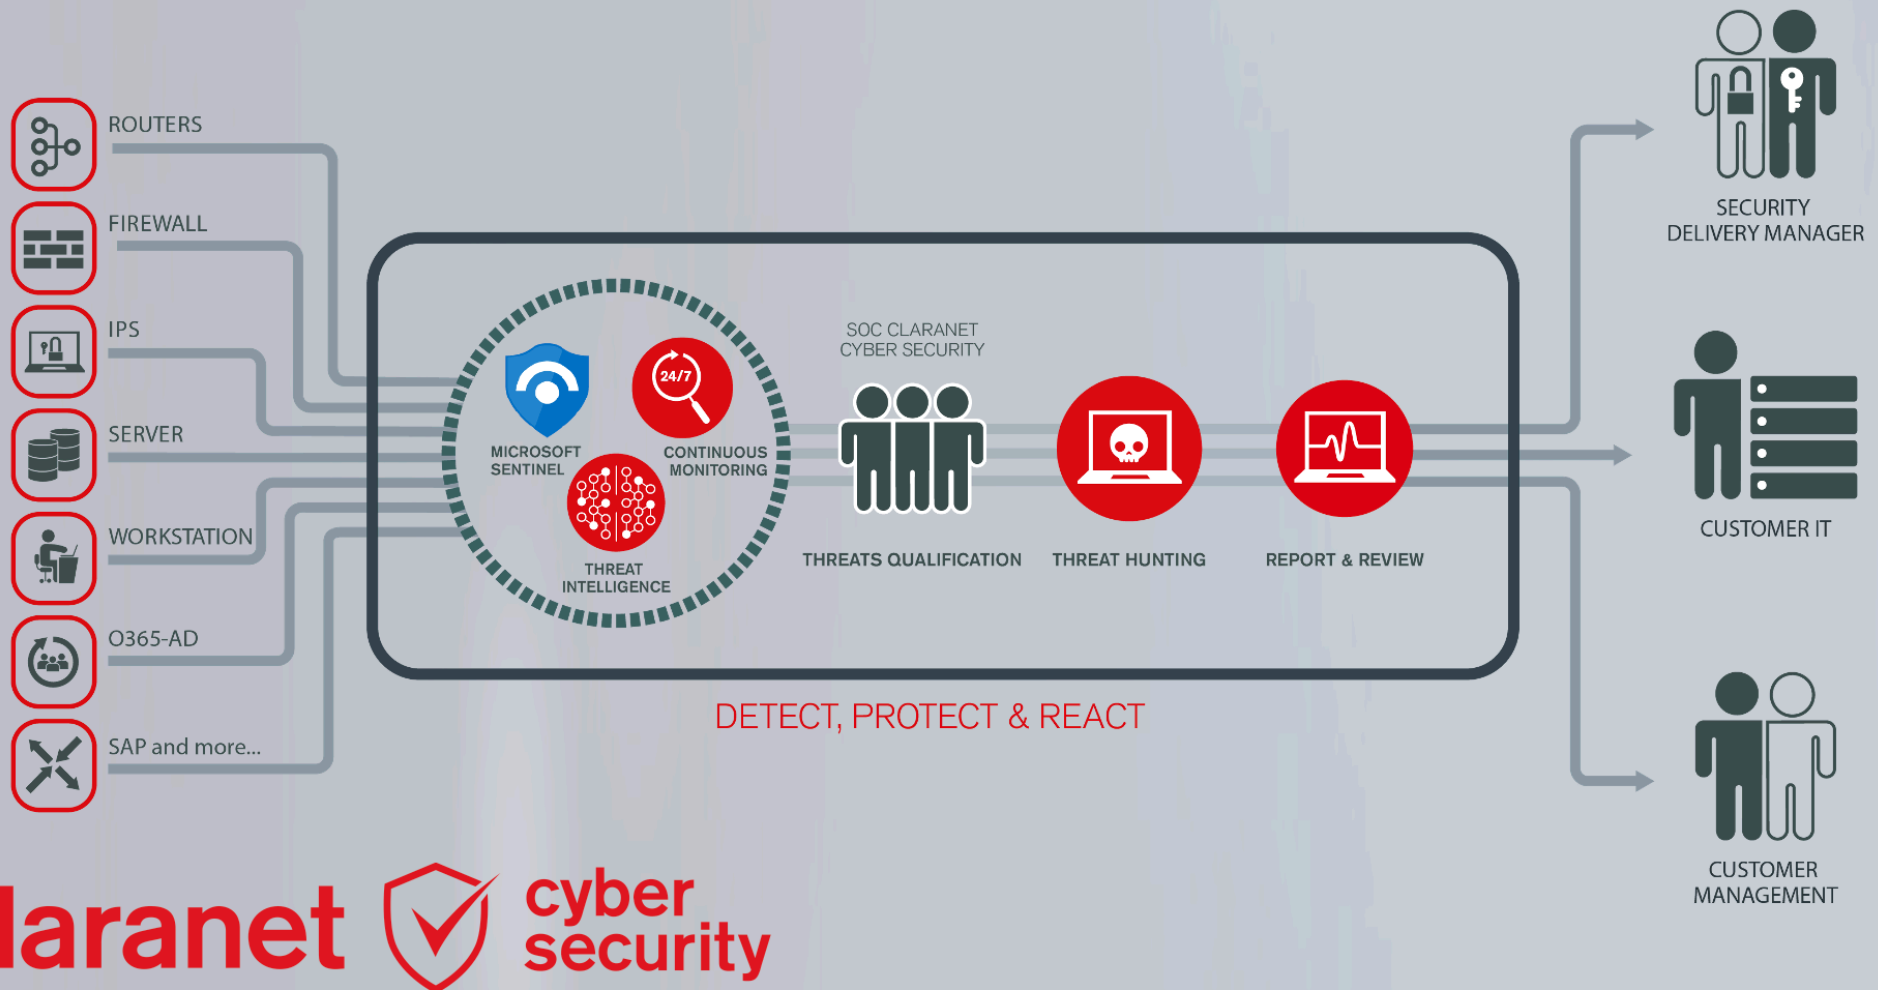 ROUTERS
FIREWALL
IPS
SERVER
WORKSTATION
O365-AD
SAP and more...
24/7
MICROSOFT
SENTINEL
CONTINUOUS
MONITORING
THREAT
INTELLIGENCE
SOC CLARANET
CYBER SECURITY
THREATS QUALIFICATION
THREAT HUNTING
REPORT & REVIEW
DETECT, PROTECT & REACT
SECURITY
DELIVERY MANAGER
CUSTOMER IT
CUSTOMER
MANAGEMENT
laranet
cyber
security